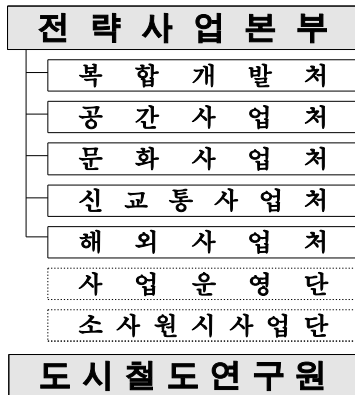 전략사업본부
복합개발처
공간사업처
문화사업처
신교통사업처
해외사업처
사업운영단
소사원시사업단
도시철도연구원